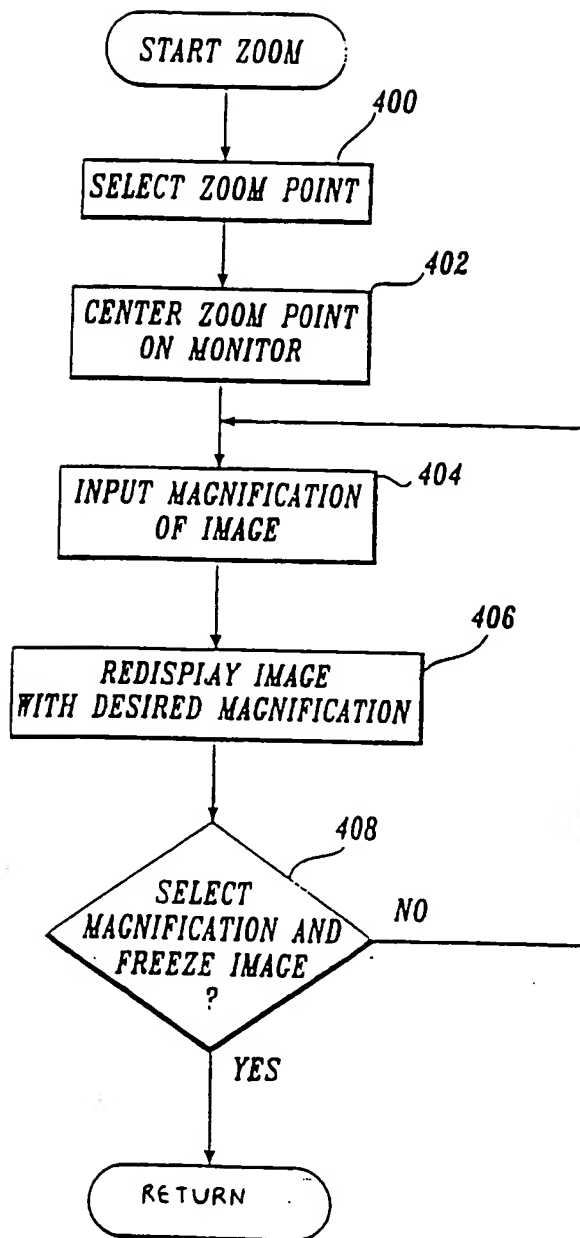 START ZOOM
400
SELECT ZOOM POINT
402
CENTER ZOOM POINT
ON MONITOR
404
INPUT MAGNIFICATION
OF IMAGE
406
REDISPLAY IMAGE
WITH DESIRED MAGNIFICATION
408
SELECT
MAGNIFICATION AND
FREEZE IMAGE
?
NO
YES
RETURN